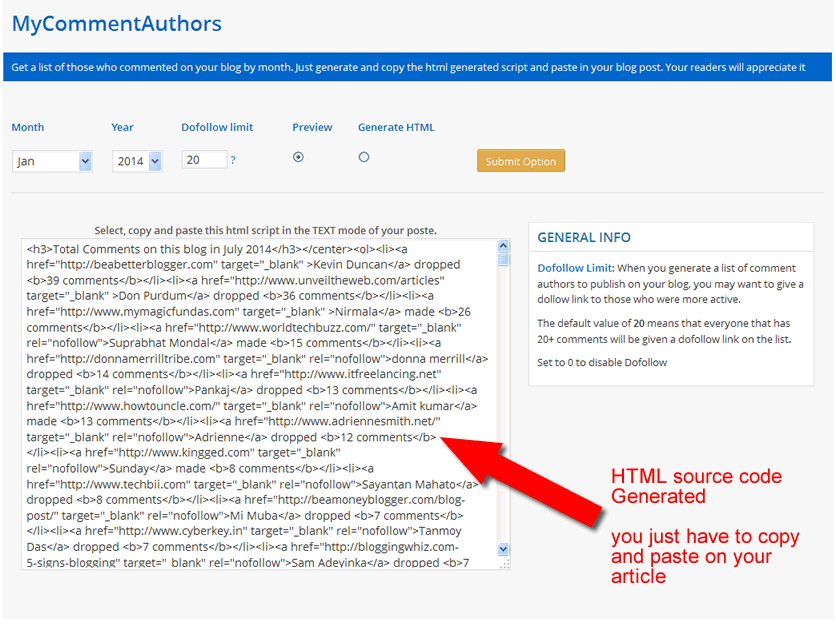 MyCommentAuthors
Get a list of those who commented on your blog by month. Just generate and copy the html generated script and paste in your blog post. Your readers will appreciate it
Month Year Dofollow limit Preview Generate HTML
Jan 2014 20 ? Submit Option
Select, copy and paste this html script in the TEXT mode of your poste.
<h3>Total Comments on this blog in July 2014</h3></center><ol><li><a
href="http://beabetterblogger.com" target="_blank" >Kevin Duncan</a> dropped
<b>39 comments</b></li><li><a href="http://www.unveiltheweb.com/articles"
target="_blank" >Don Purdum</a> dropped <b>36 comments</b></li><li><a
href="http://www.mymagicfundas.com" target="_blank" >Nirmala</a> made <b>26
comments</b></li><li><a href="http://www.worldtechbuzz.com/" target="_blank"
rel="nofollow">Suprabhat Mondal</a> made <b>15 comments</b></li><li><a
href="http://donnamerrilltribe.com" target="_blank" rel="nofollow">donna merrill</a>
dropped <b>14 comments</b></li><li><a href="http://www.itfreelancing.net"
target="_blank" rel="nofollow">Pankaj</a> dropped <b>13 comments</b></li><li><a
href="http://www.howtouncle.com/" target="_blank" rel="nofollow">Amit kumar</a>
made <b>13 comments</b></li><li><a href="http://www.adriennesmith.net/"
target="_blank" rel="nofollow">Adrienne</a> dropped <b>12 comments</b>
</li><li><a href="http://www.kingged.com" target="_blank"
rel="nofollow">Sunday</a> made <b>8 comments</b></li><li><a
href="http://www.techbii.com" target="_blank" rel="nofollow">Sayantan Mahato</a>
dropped <b>8 comments</b></li><li><a href="http://beamoneyblogger.com/blog-
post/" target="_blank" rel="nofollow">Mi Muba</a> dropped <b>7 comments</b>
</li><li><a href="http://www.cyberkey.in" target="_blank" rel="nofollow">Tanmoy
Das</a> dropped <b>7 comments</b></li><li><a href="http://bloggingwhiz.com-
5-signs-blogging" target="_blank" rel="nofollow">Sam Adeyinka</a> dropped <b>7
GENERAL INFO
Dofollow Limit: When you generate a list of comment
authors to publish on your blog, you may want to give a
dollow link to those who were more active.
The default value of 20 means that everyone that has
20+ comments will be given a dofollow link on the list.
Set to 0 to disable Dofollow
HTML source code
Generated
you just have to copy
and paste on your
article